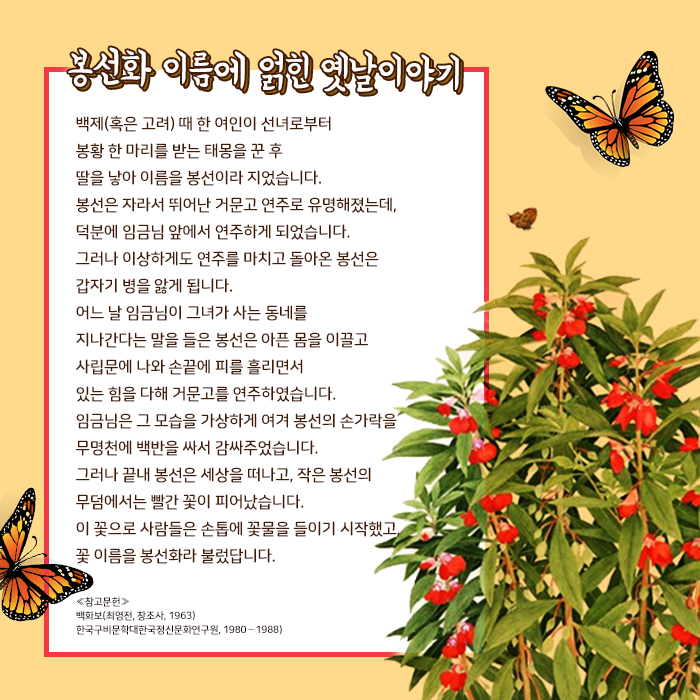 봉선화 이름에 얽힌 옛날이야기
백제(혹은 고려) 때 한 여인이 선녀로부터
봉황 한 마리를 받는 태몽을 꾼 후
딸을 낳아 이름을 봉선이라 지었습니다.
봉선은 자라서 뛰어난 거문고 연주로 유명해졌는데,
덕분에 임금님 앞에서 연주하게 되었습니다.
그러나 이상하게도 연주를 마치고 돌아온 봉선은
갑자기 병을 앓게 됩니다.
어느 날 임금님이 그녀가 사는 동네를
지나간다는 말을 들은 봉선은 아픈 몸을 이끌고
사립문에 나와 손끝에 피를 흘리면서
있는 힘을 다해 거문고를 연주하였습니다.
임금님은 그 모습을 가상하게 여겨 봉선의 손가락을
무명천에 백반을 싸서 감싸주었습니다.
그러나 끝내 봉선은 세상을 떠나고, 작은 봉선의
무덤에서는 빨간 꽃이 피어났습니다.
이 꽃으로 사람들은 손톱에 꽃물을 들이기 시작했고,
꽃 이름을 봉선화라 불렀답니다.
≪참고문헌≫
백화보(최영전, 창조사, 1963)
한국구비문학대한국정신문화연구원, 1980－1988)